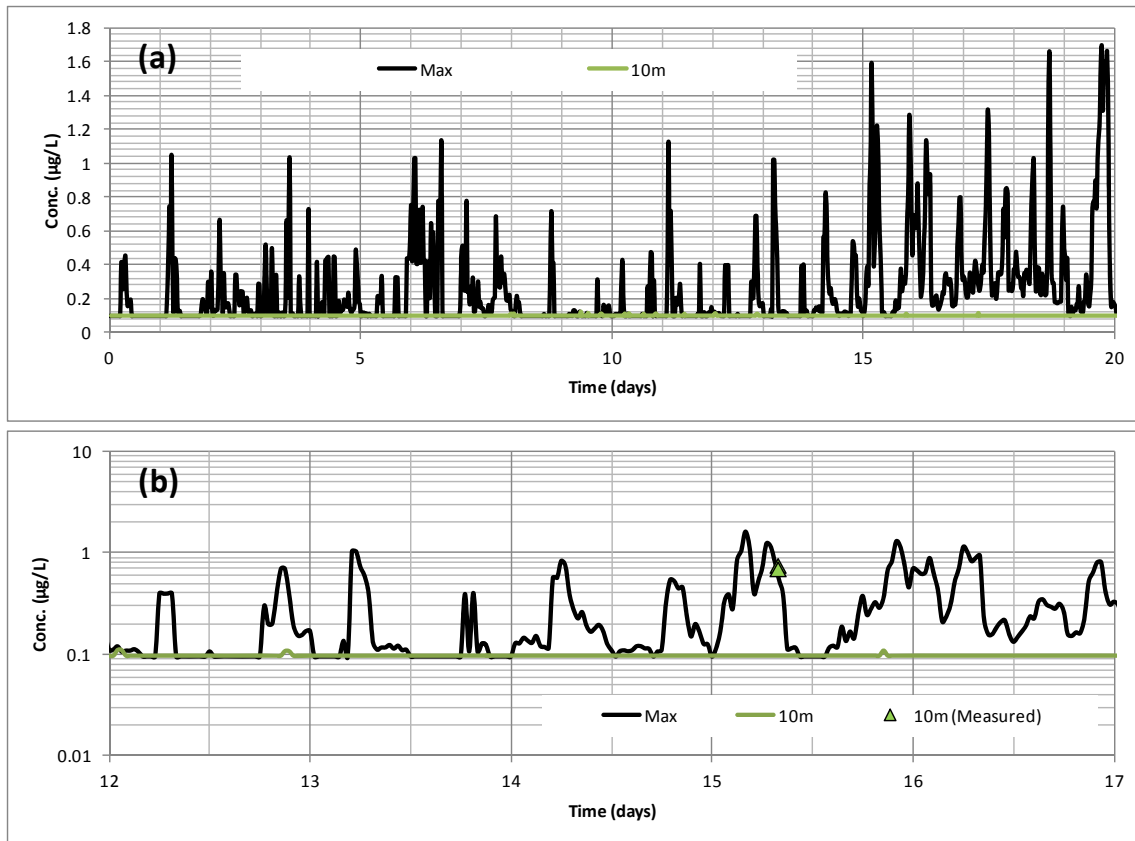 (a)
Max 10m
Conc. (µg/L)
1.8
1.6
1.4
1.2
1
0.8
0.6
0.4
0.2
0
0 5 10 15 20
Time (days)
(b)
Conc. (µg/L)
10
1
0.1
0.01
Max 10m 10m (Measured)
12 13 14 15 16 17
Time (days)